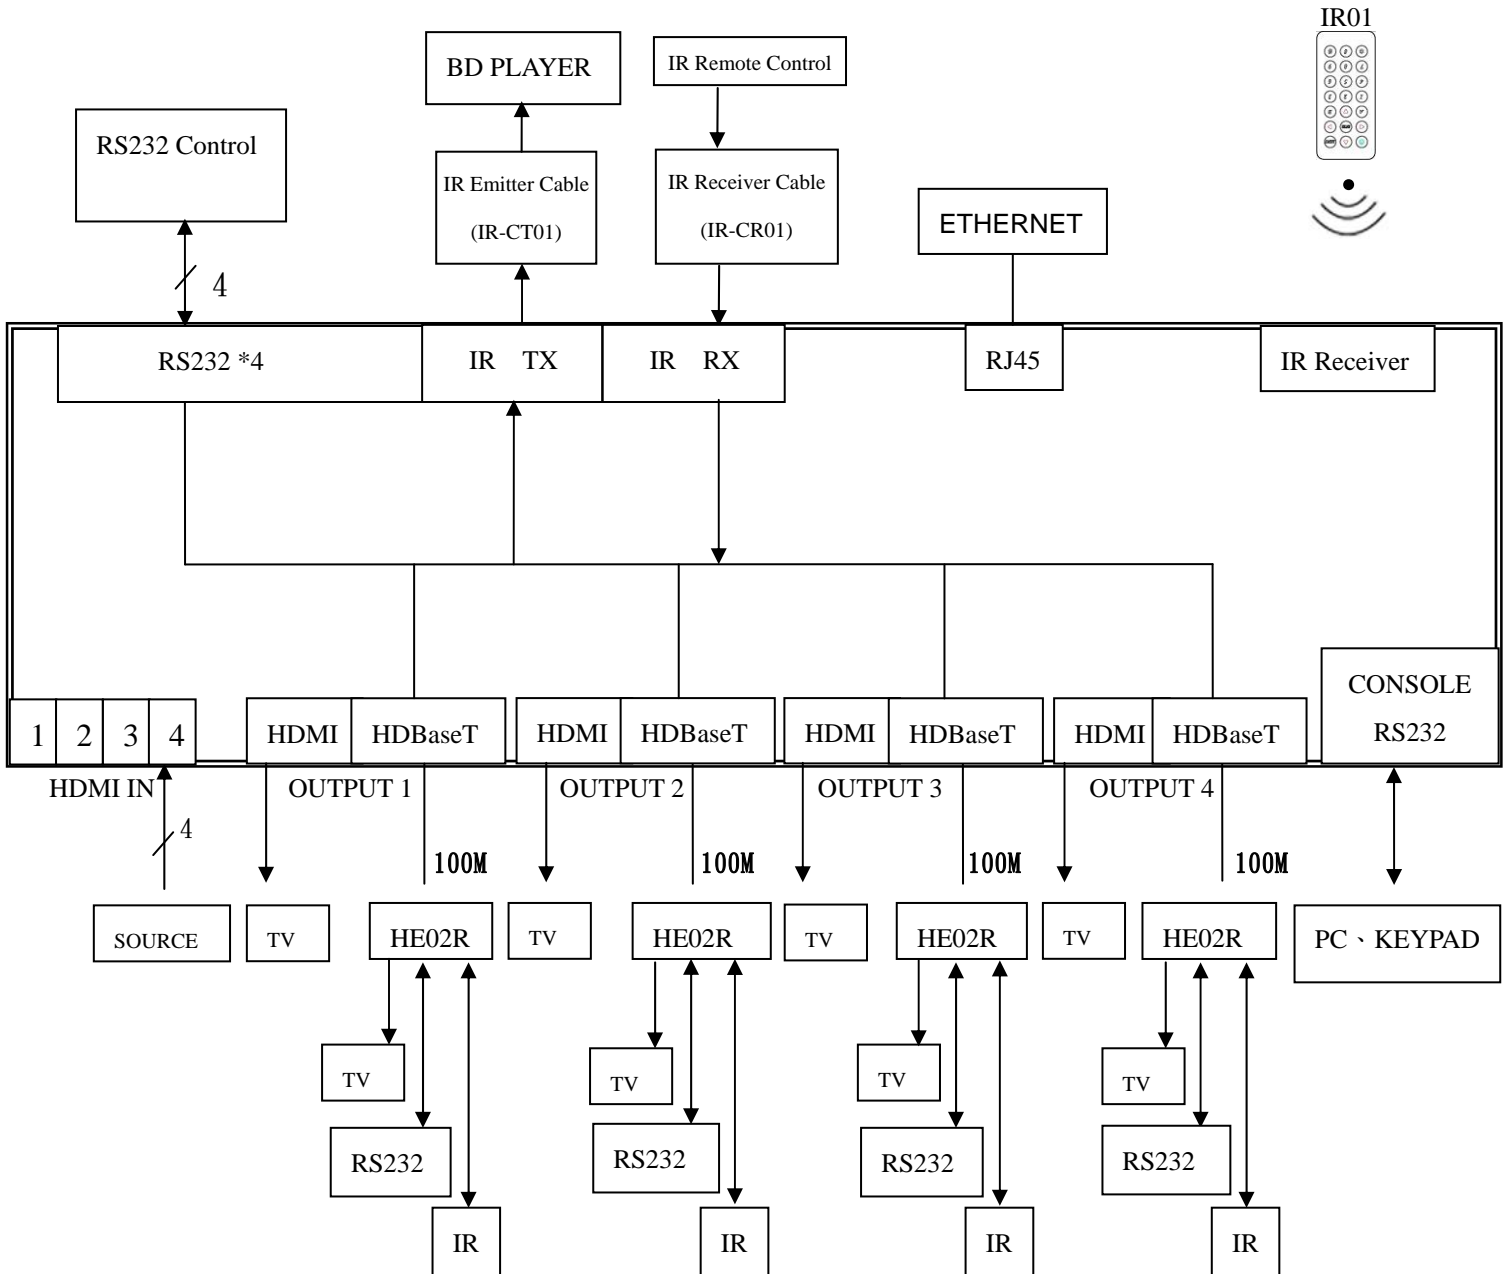 IR01
BD PLAYER
IR Remote Control
RS232 Control
IR Emitter Cable
(IR-CT01)
IR Receiver Cable
(IR-CR01)
ETHERNET
4
RS232 *4
IR TX
IR RX
RJ45
IR Receiver
CONSOLE
RS232
1 2 3 4
HDMI HDBaseT
HDMI HDBaseT
HDMI HDBaseT
HDMI HDBaseT
HDMI IN
OUTPUT 1
OUTPUT 2
OUTPUT 3
OUTPUT 4
4
100M
100M
100M
100M
SOURCE
TV
HE02R
TV
HE02R
TV
HE02R
TV
HE02R
PC、KEYPAD
TV
TV
TV
TV
RS232
RS232
RS232
RS232
IR
IR
IR
IR